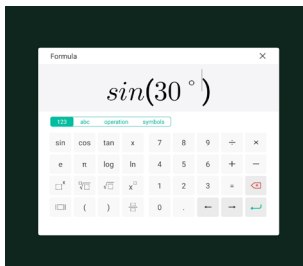 Formula ×
sin(30°)
123 abc operation symbols
sin cos tan x 7 8 9 ÷ ×
e π log ln 4 5 6 + −
□ˣ ⁿ√□ √□ x□ 1 2 3 ∘
|□| ( ) □/□ 0 . ← → ↵